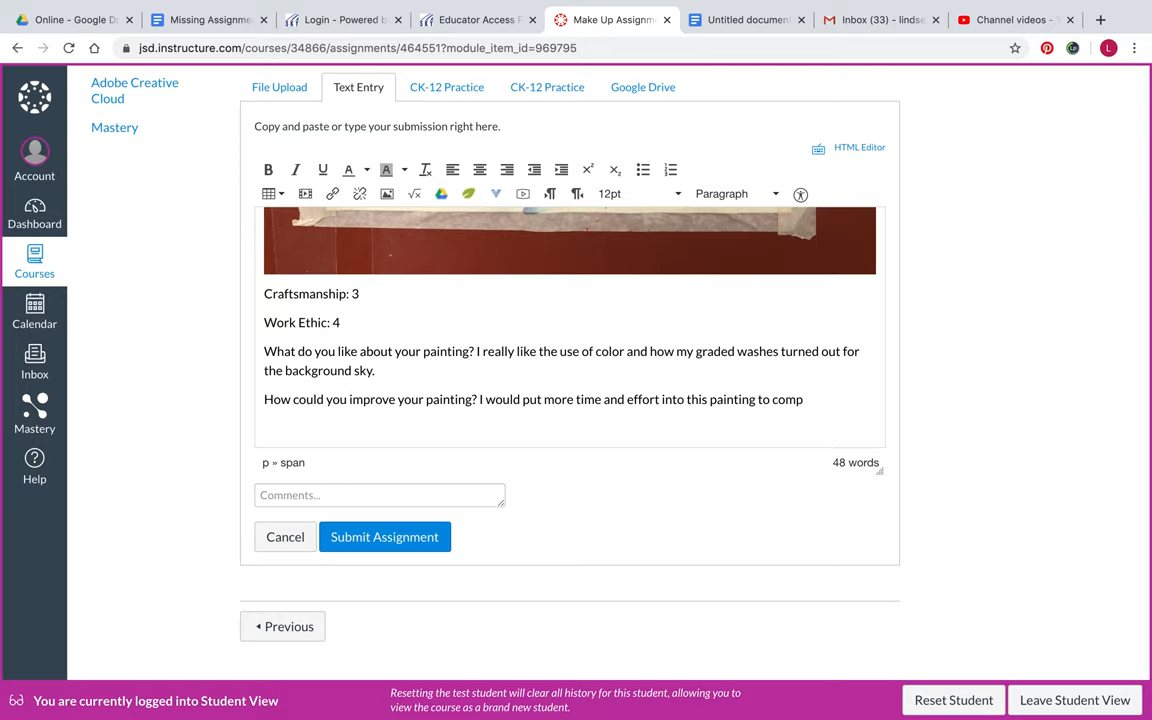 Online - Google D
Missing Assignme
Login - Powered b
Educator Access P
Make Up Assignm
Untitled documen
Inbox (33) - lindse
Channel videos -
jsd.instructure.com/courses/34866/assignments/464551?module_item_id=969795
L
Account
Dashboard
Courses
Calendar
Inbox
Mastery
Help
Adobe Creative
Cloud
Mastery
File Upload
Text Entry
CK-12 Practice
CK-12 Practice
Google Drive
Copy and paste or type your submission right here.
HTML Editor
12pt
Paragraph
Craftsmanship: 3
Work Ethic: 4
What do you like about your painting? I really like the use of color and how my graded washes turned out for
the background sky.
How could you improve your painting? I would put more time and effort into this painting to comp
p » span
48 words
Comments...
Cancel
Submit Assignment
Previous
You are currently logged into Student View
Resetting the test student will clear all history for this student, allowing you to
view the course as a brand new student.
Reset Student
Leave Student View